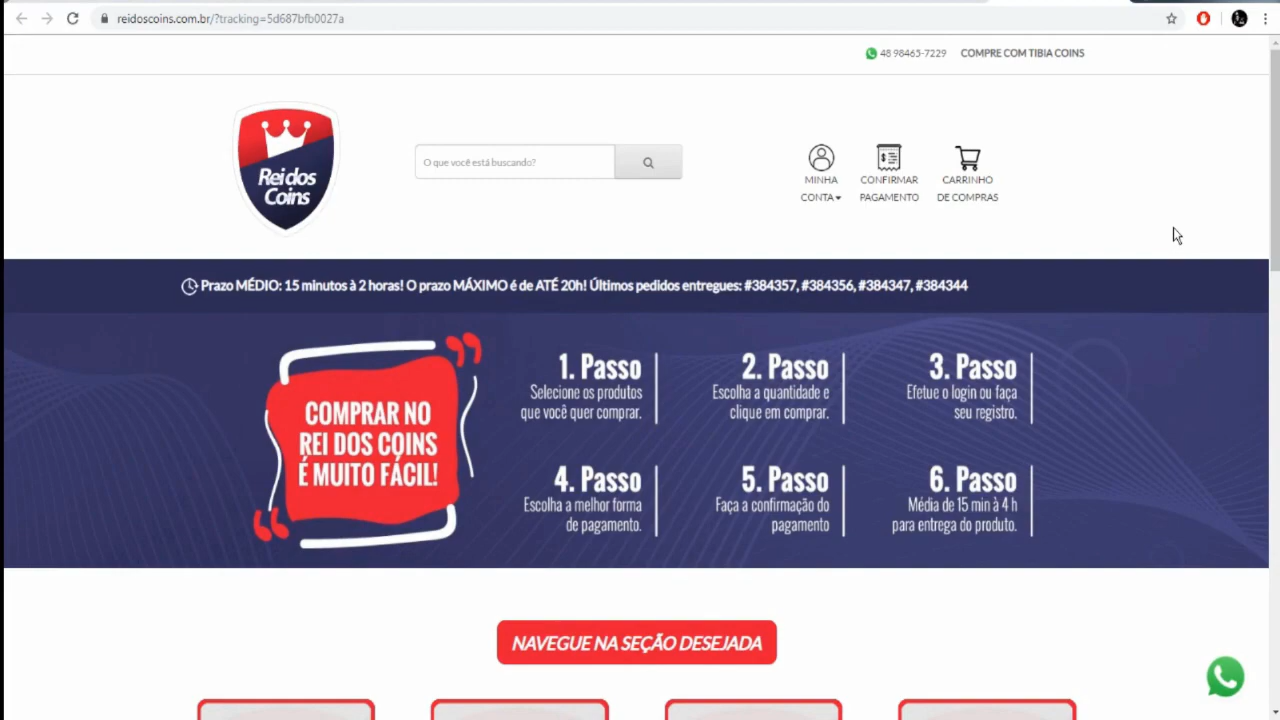 reidoscoins.com.br/?tracking=5d687bfb0027a
48 98465-7229 COMPRE COM TIBIA COINS
Rei dos
Coins
O que você está buscando?
MINHA
CONTA
CONFIRMAR
PAGAMENTO
CARRINHO
DE COMPRAS
Prazo MÉDIO: 15 minutos à 2 horas! O prazo MÁXIMO é de ATÉ 20h! Últimos pedidos entregues: #384357, #384356, #384347, #384344
COMPRAR NO
REI DOS COINS
É MUITO FÁCIL!
1. Passo
Selecione os produtos
que você quer comprar.
2. Passo
Escolha a quantidade e
clique em comprar.
3. Passo
Efetue o login ou faça
seu registro.
4. Passo
Escolha a melhor forma
de pagamento.
5. Passo
Faça a confirmação do
pagamento
6. Passo
Média de 15 min à 4 h
para entrega do produto.
NAVEGUE NA SEÇÃO DESEJADA